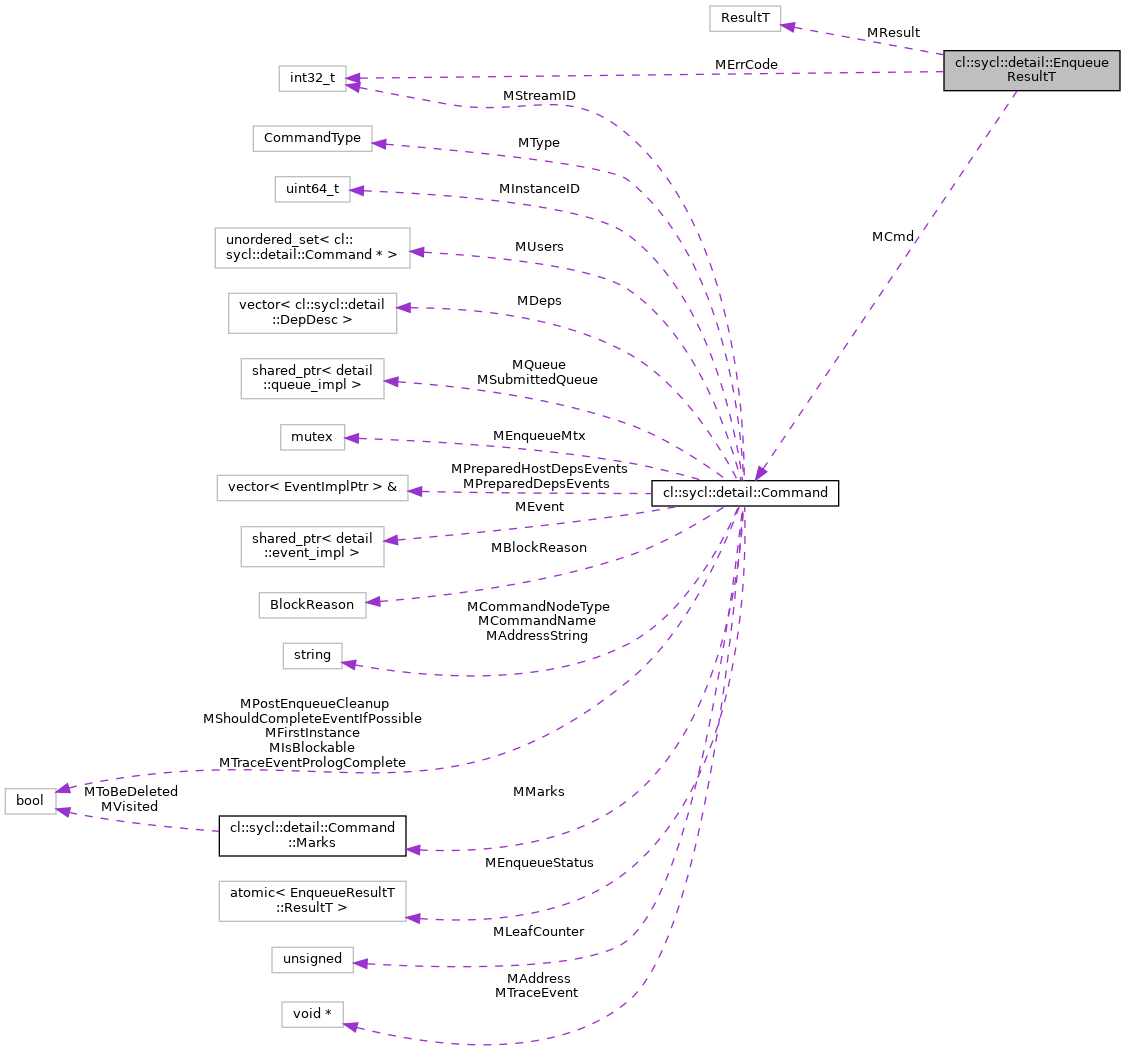 ResultT
MResult
cl::sycl::detail::Enqueue
ResultT
MErrCode
int32_t
MStreamID
CommandType
MType
uint64_t
MInstanceID
unordered_set< cl::
sycl::detail::Command * >
MUsers
MCmd
vector< cl::sycl::detail
::DepDesc >
MDeps
shared_ptr< detail
::queue_impl >
MQueue
MSubmittedQueue
mutex
MEnqueueMtx
vector< EventImplPtr > &
MPreparedHostDepsEvents
MPreparedDepsEvents
cl::sycl::detail::Command
MEvent
shared_ptr< detail
::event_impl >
MBlockReason
BlockReason
MCommandNodeType
MCommandName
MAddressString
string
MPostEnqueueCleanup
MShouldCompleteEventIfPossible
MFirstInstance
MIsBlockable
MTraceEventPrologComplete
bool
MToBeDeleted
MVisited
MMarks
cl::sycl::detail::Command
::Marks
MEnqueueStatus
atomic< EnqueueResultT
::ResultT >
MLeafCounter
unsigned
MAddress
MTraceEvent
void *